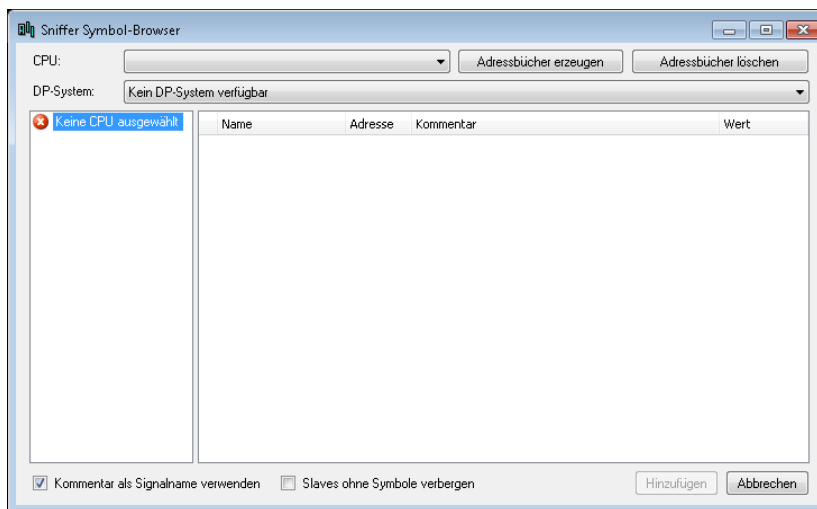 Sniffer Symbol-Browser
CPU: Adressbücher erzeugen Adressbücher löschen
DP-System: Kein DP-System verfügbar
Keine CPU ausgewählt Name Adresse Kommentar Wert
Kommentar als Signalname verwenden Slaves ohne Symbole verbergen Hinzufügen Abbrechen